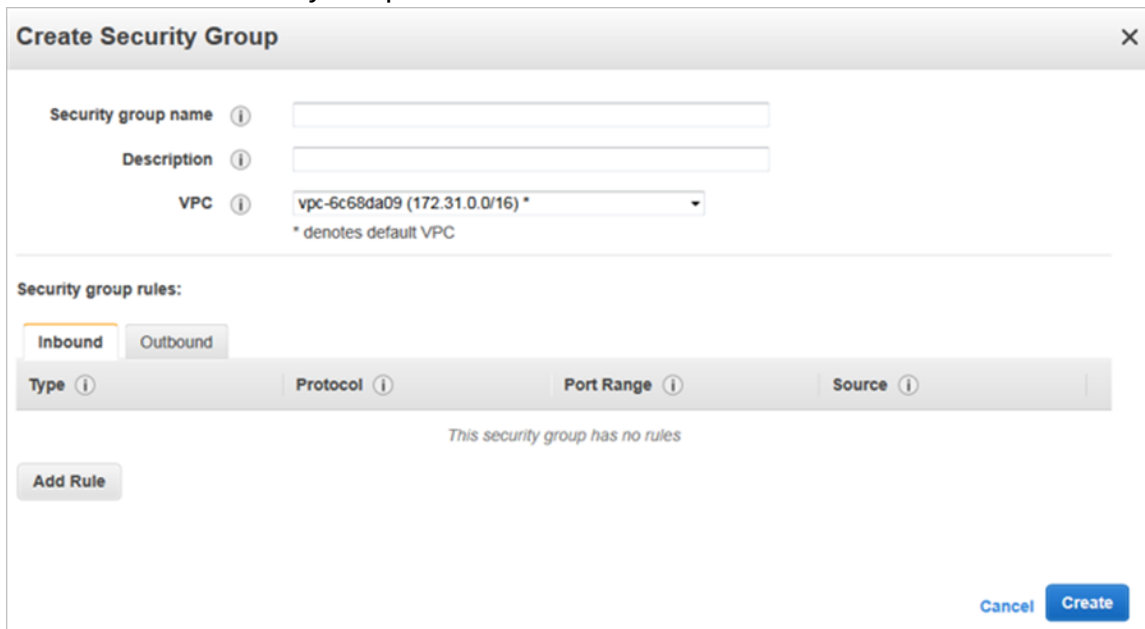 Create Security Group
Security group name
Description
VPC vpc-6c68da09 (172.31.0.0/16) *
* denotes default VPC
Security group rules:
Inbound Outbound
Type Protocol Port Range Source
This security group has no rules
Add Rule
Cancel Create